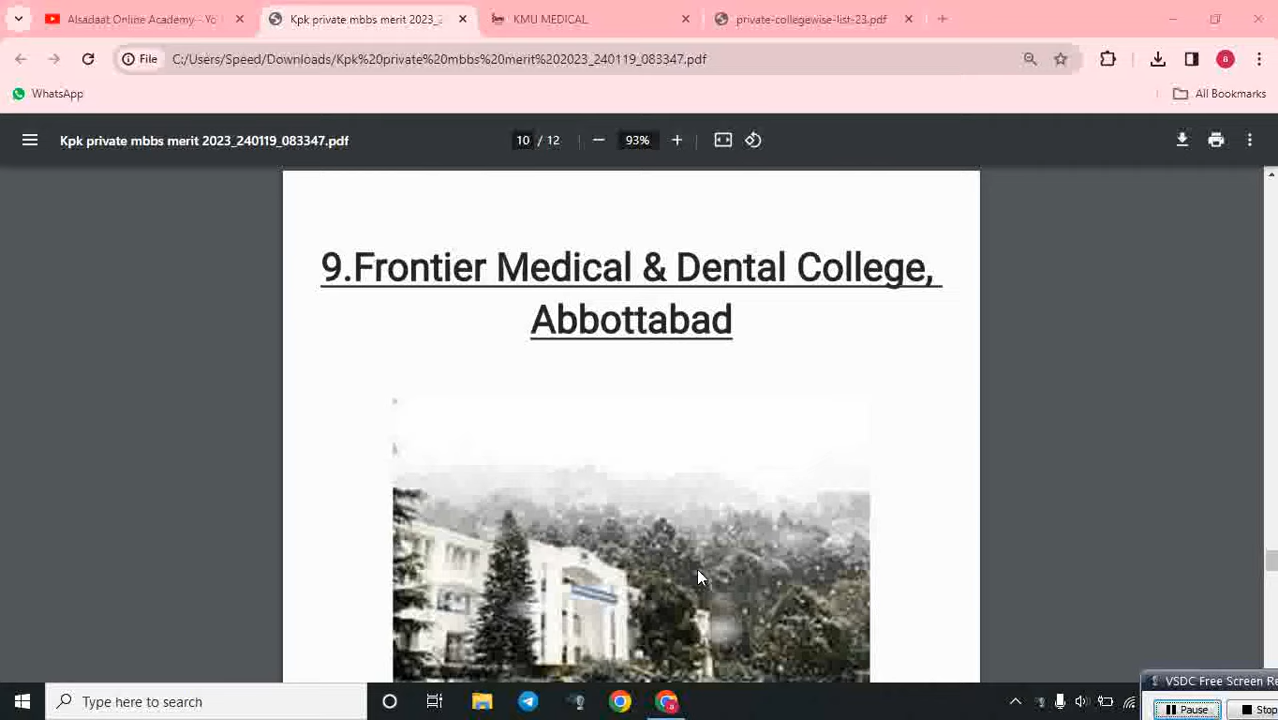 Alsadaat Online Academy-- Yo
Kpk private mbbs merit 2023_2
KMU MEDICAL
private-collegewise-list-23.pdf
File
C:/Users/Speed/Downloads/Kpk%20private%20mbbs%20merit%202023_240119_083347.pdf
a
WhatsApp
All Bookmarks
Kpk private mbbs merit 2023_240119_083347.pdf
10 / 12
93%
9.Frontier Medical & Dental College,
Abbottabad
Type here to search
VSDC Free Screen Re
Pause
Stop